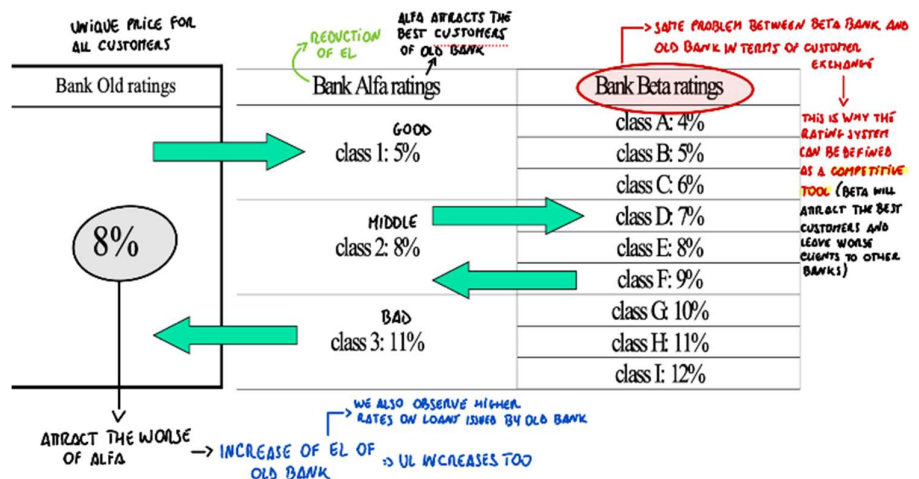 UNIQUE PRICE FOR
ALL CUSTOMERS
REDUCTION
OF EL
ALFA ATTRACTS THE
BEST CUSTOMERS
OF OLD BANK
SAME PROBLEM BETWEEN BETA BANK AND
OLD BANK IN TERMS OF CUSTOMER
EXCHANGE
Bank Old ratings
Bank Alfa ratings
Bank Beta ratings
8%
GOOD
class 1: 5%
MIDDLE
class 2: 8%
BAD
class 3: 11%
class A: 4%
class B: 5%
class C: 6%
class D: 7%
class E: 8%
class F: 9%
class G: 10%
class H: 11%
class I: 12%
THIS IS WHY THE
RATING SYSTEM
CAN BE DEFINED
AS A COMPETITIVE
TOOL (BETA WILL
ATTRACT THE BEST
CUSTOMERS AND
LEAVE WORSE
CLIENTS TO OTHER
BANKS)
ATTRACT THE WORSE
OF ALFA
→ INCREASE OF EL OF
OLD BANK
WE ALSO OBSERVE HIGHER
RATES ON LOANT ISSUED BY OLD BANK
⇒ UL INCREASES TOO